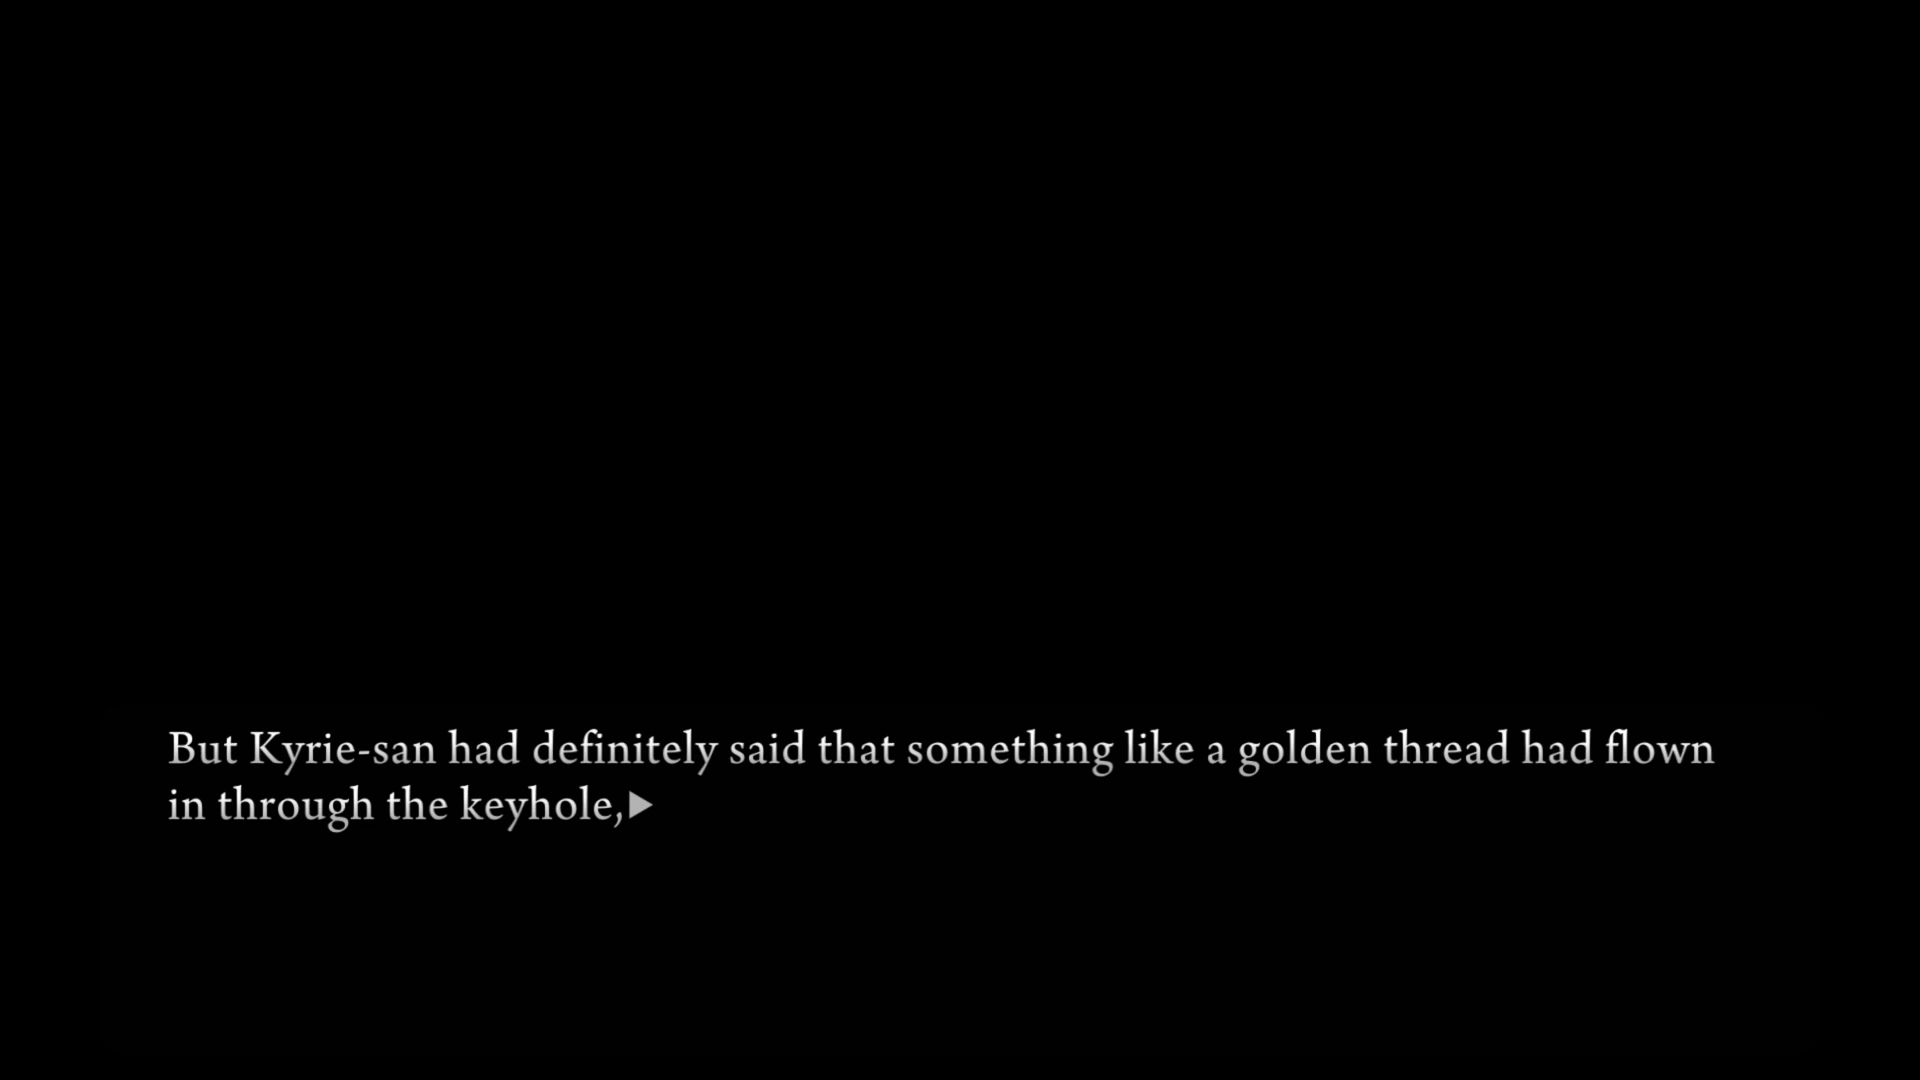 But Kyrie-san had definitely said that something like a golden thread had flown
in through the keyhole,